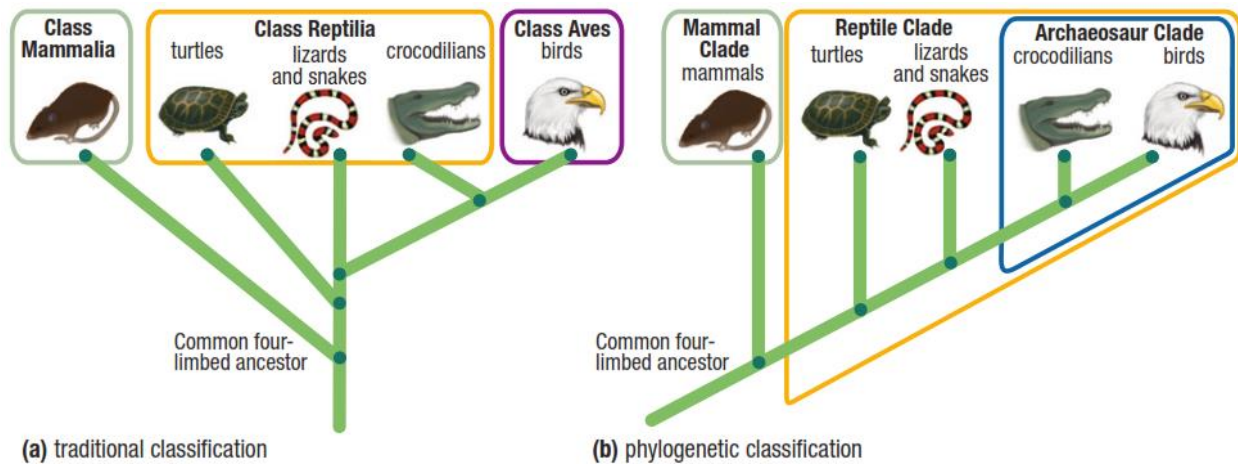 Class
Mammalia
Class Reptilia
turtles
lizards
and snakes
crocodilians
Class Aves
birds
Common four-
limbed ancestor
(a) traditional classification
Mammal
Clade
mammals
Reptile Clade
turtles
lizards
and snakes
Archaeosaur Clade
crocodilians
birds
Common four-
limbed ancestor
(b) phylogenetic classification